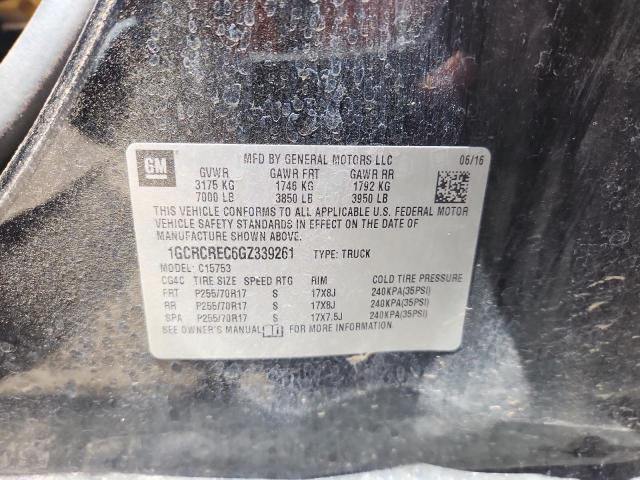 GM
MFD BY GENERAL MOTORS LLC 06/16
GVWR GAWR FRT GAWR RR
3175 KG 1746 KG 1792 KG
7000 LB 3850 LB 3950 LB
THIS VEHICLE CONFORMS TO ALL APPLICABLE U.S. FEDERAL MOTOR
VEHICLE SAFETY STANDARDS IN EFFECT ON THE DATE OF
MANUFACTURE SHOWN ABOVE.
1GCRCREC6GZ339261 TYPE: TRUCK
MODEL: C15753
CG4C TIRE SIZE SPEED RTG RIM COLD TIRE PRESSURE
FRT P255/70R17 S 17X8J 240KPA(35PSI)
RR P255/70R17 S 17X8J 240KPA(35PSI)
SPA P255/70R17 S 17X7.5J 240KPA(35PSI)
SEE OWNER'S MANUAL FOR MORE INFORMATION.